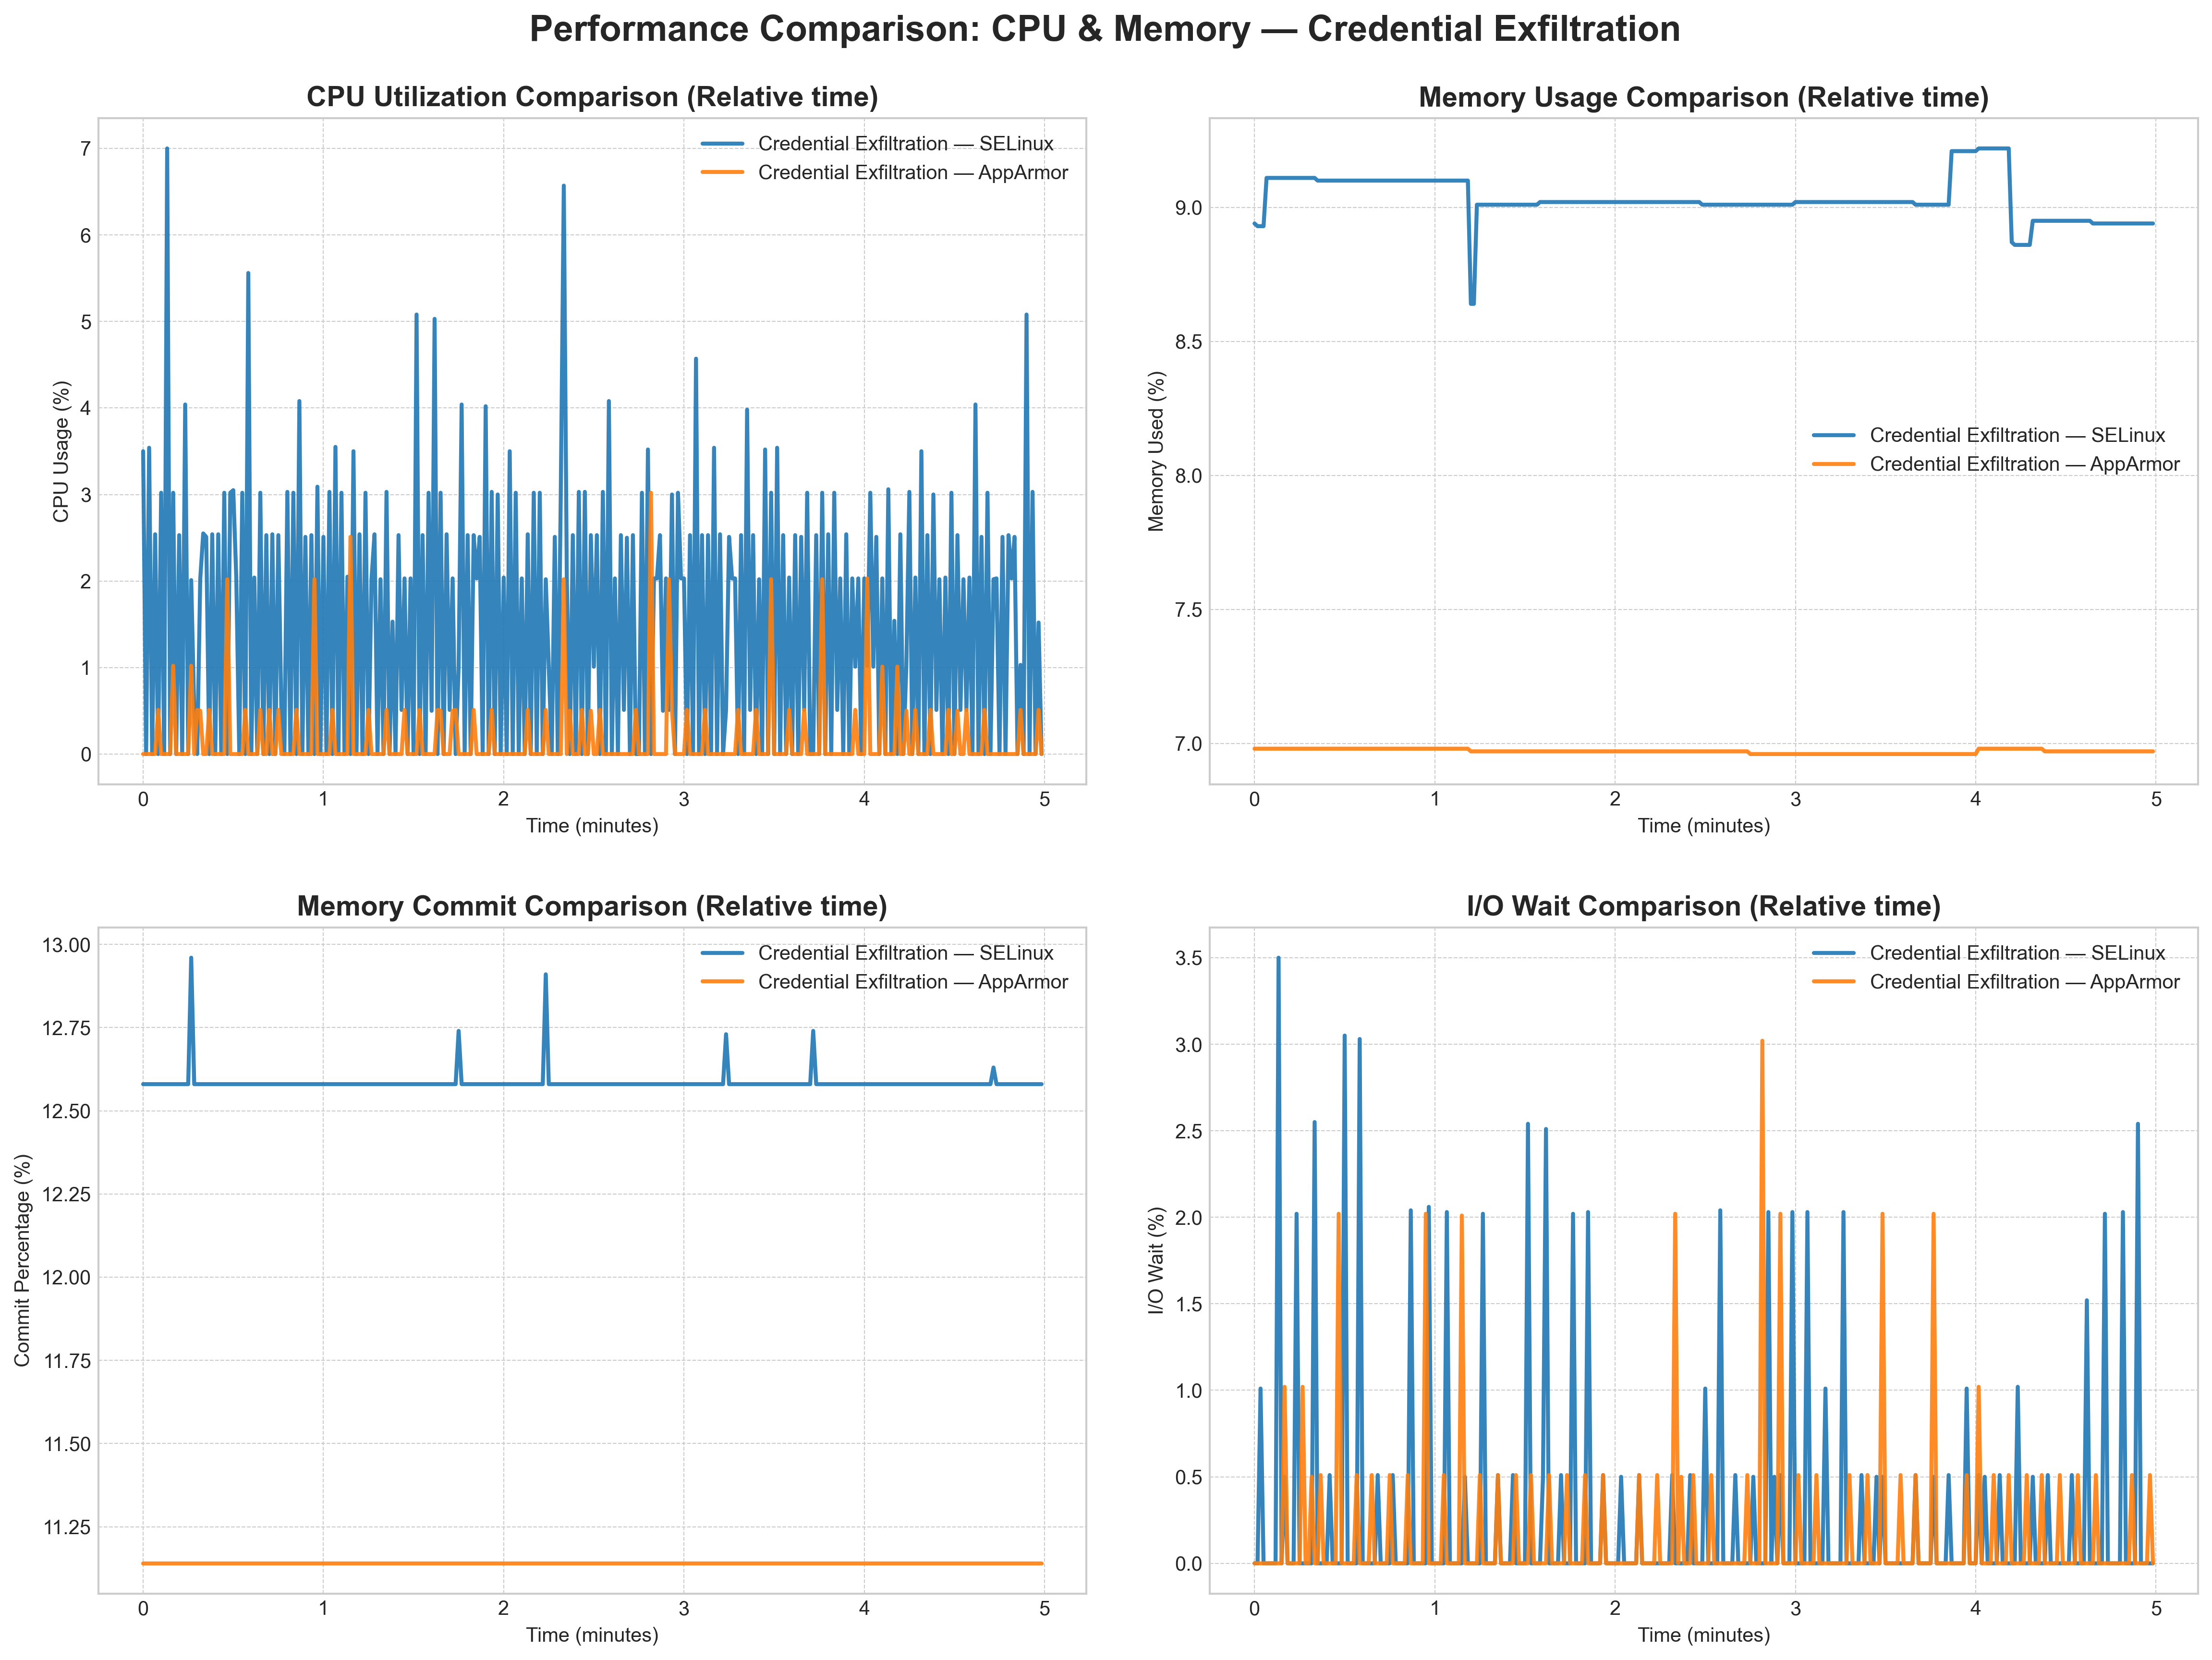 Performance Comparison: CPU & Memory — Credential Exfiltration
CPU Utilization Comparison (Relative time)
Credential Exfiltration — SELinux
Credential Exfiltration — AppArmor
CPU Usage (%)
7
6
5
4
3
2
1
0
0 1 2 3 4 5
Time (minutes)
Memory Usage Comparison (Relative time)
Memory Used (%)
9.0
8.5
8.0
7.5
7.0
Credential Exfiltration — SELinux
Credential Exfiltration — AppArmor
0 1 2 3 4 5
Time (minutes)
Memory Commit Comparison (Relative time)
Credential Exfiltration — SELinux
Credential Exfiltration — AppArmor
Commit Percentage (%)
13.00
12.75
12.50
12.25
12.00
11.75
11.50
11.25
0 1 2 3 4 5
Time (minutes)
I/O Wait Comparison (Relative time)
Credential Exfiltration — SELinux
Credential Exfiltration — AppArmor
I/O Wait (%)
3.5
3.0
2.5
2.0
1.5
1.0
0.5
0.0
0 1 2 3 4 5
Time (minutes)